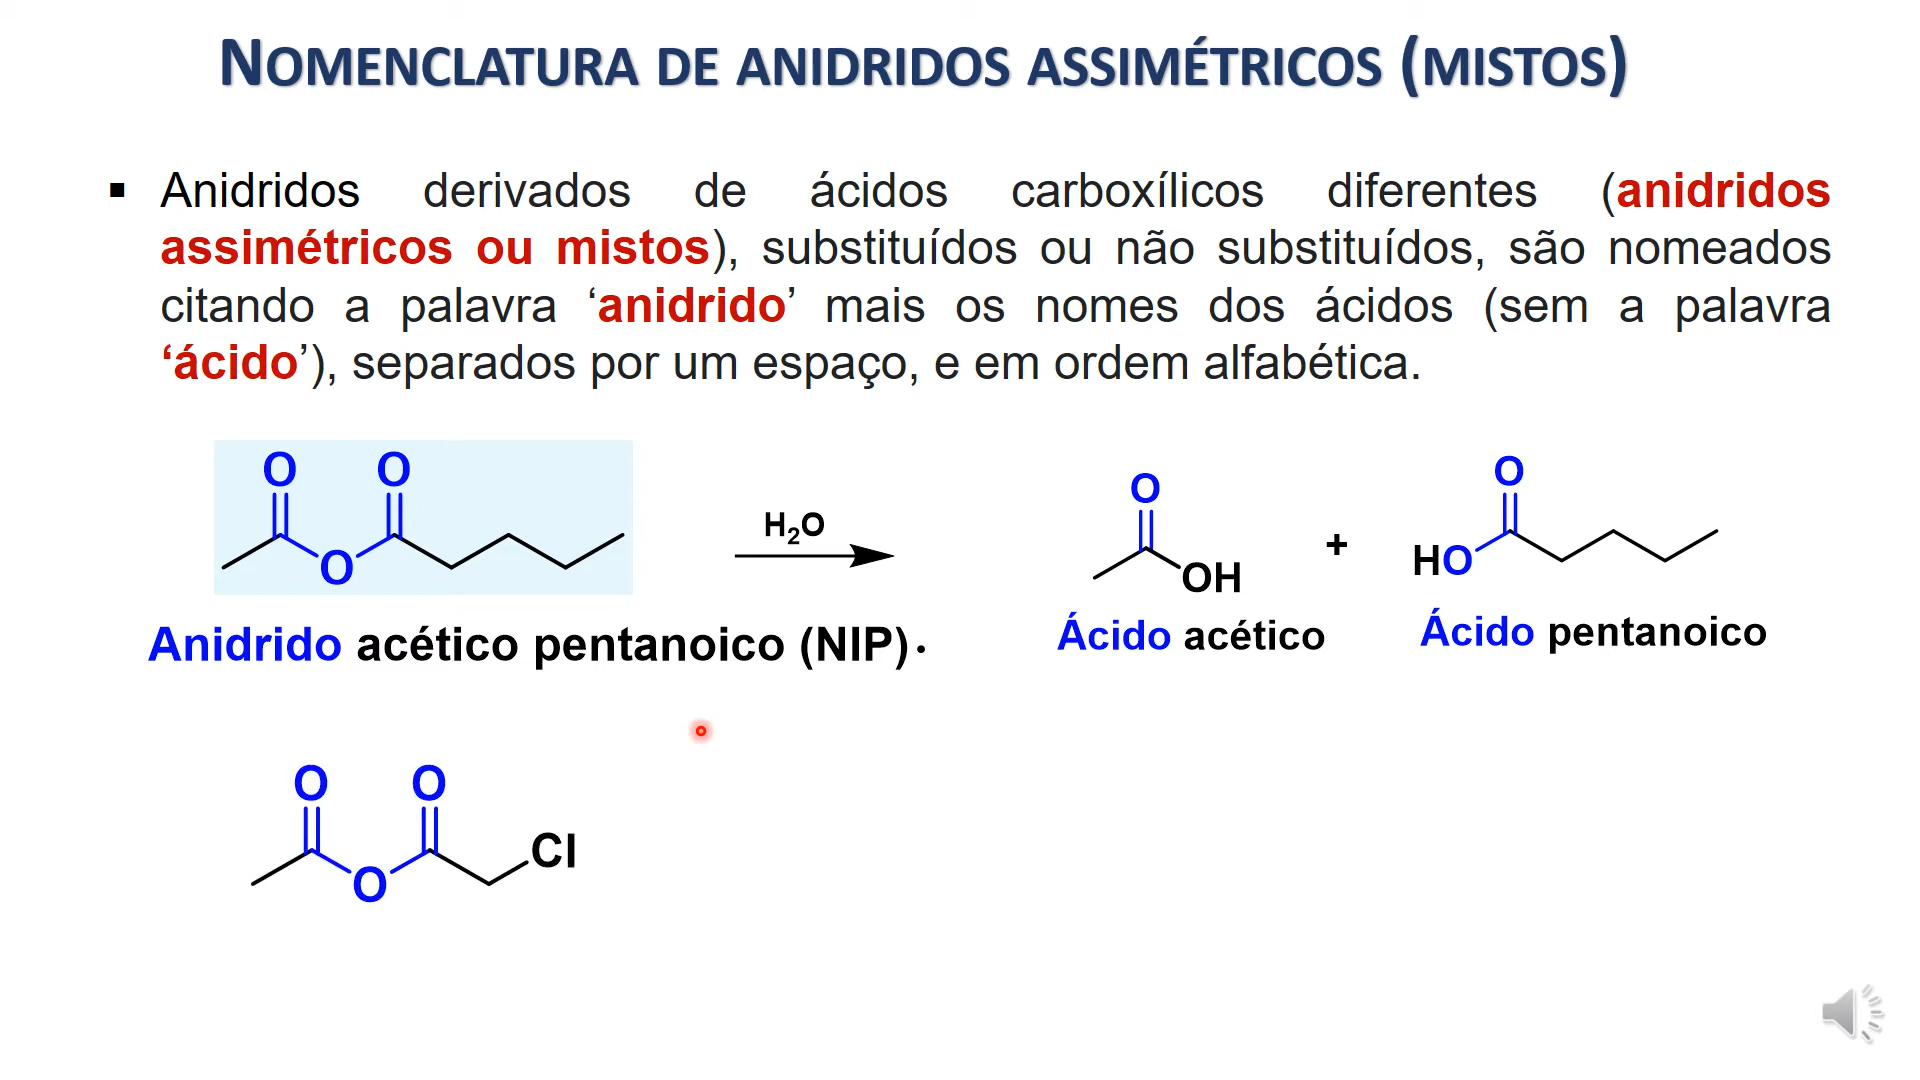 NOMENCLATURA DE ANIDRIDOS ASSIMÉTRICOS (MISTOS)
▪ Anidridos derivados de ácidos carboxílicos diferentes (anidridos
assimétricos ou mistos), substituídos ou não substituídos, são nomeados
citando a palavra ‘anidrido’ mais os nomes dos ácidos (sem a palavra
‘ácido’), separados por um espaço, e em ordem alfabética.
O O O
H₂O
O OH
+
O HO
Anidrido acético pentanoico (NIP).
Ácido acético
Ácido pentanoico
O O O Cl